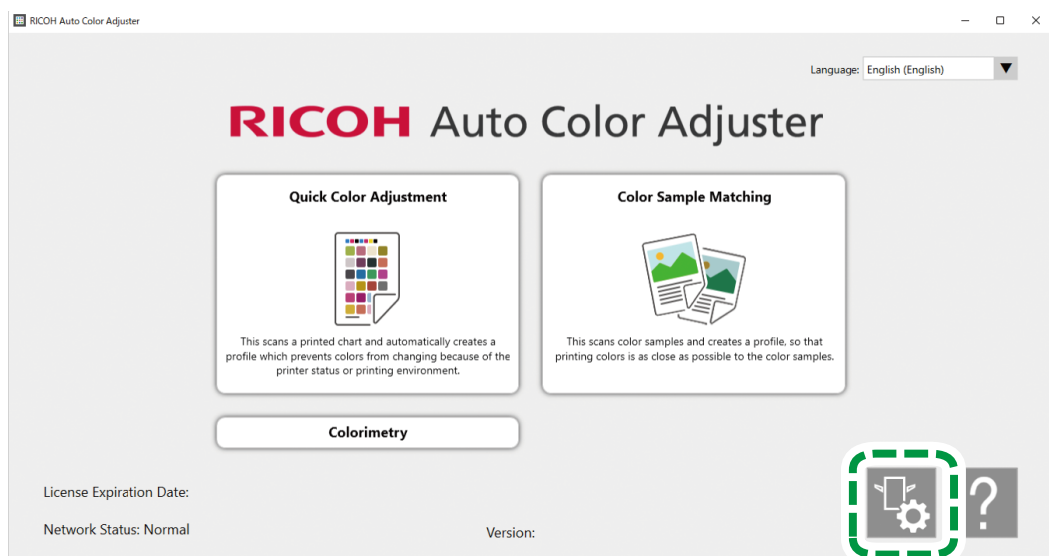 RICOH Auto Color Adjuster
Language: English (English)
RICOH Auto Color Adjuster
Quick Color Adjustment
This scans a printed chart and automatically creates a
profile which prevents colors from changing because of the
printer status or printing environment.
Color Sample Matching
This scans color samples and creates a profile, so that
printing colors is as close as possible to the color samples.
Colorimetry
License Expiration Date:
Network Status: Normal
Version:
?